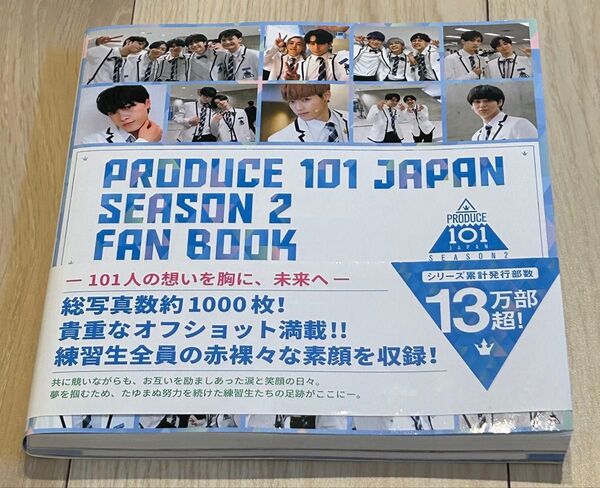 PRODUCE 101 JAPAN
SEASON 2
FAN BOOK
PRODUCE
101
JAPAN
SEASON2
― 101人の想いを胸に、未来へ ―
総写真数約1000枚!
貴重なオフショット満載!!
練習生全員の赤裸々な素顔を収録!
共に競いながらも、お互いを励ましあった涙と笑顔の日々。
夢を掴むため、たゆまぬ努力を続けた練習生たちの足跡がここに―。
シリーズ累計発行部数
13万部
超!